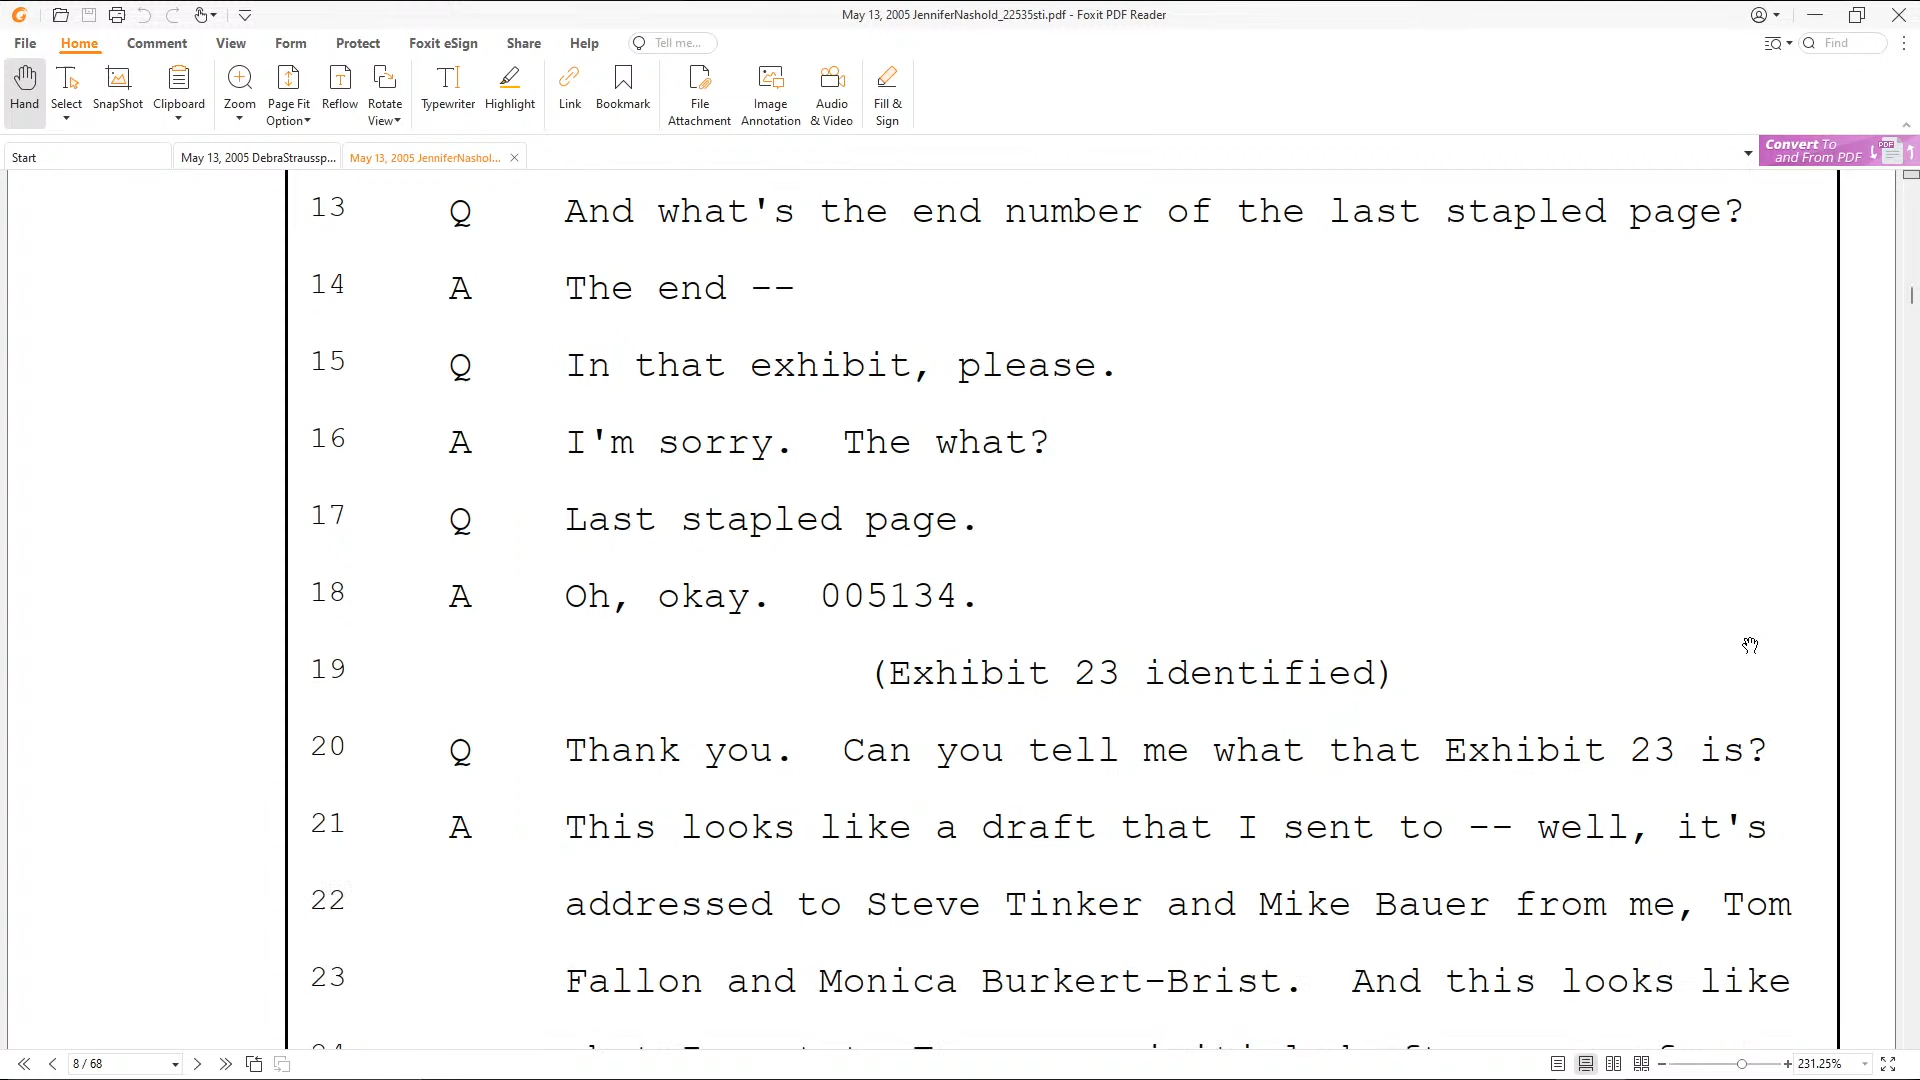 May 13, 2005 JenniferNashold_22535sti.pdf - Foxit PDF Reader
File Home Comment View Form Protect Foxit eSign Share Help Tell me... Find
Hand Select SnapShot Clipboard Zoom Page Fit Option Reflow Rotate View Typewriter Highlight Link Bookmark File Attachment Image Annotation Audio & Video Fill & Sign
Start May 13, 2005 DebraStraussp... May 13, 2005 JenniferNashol... Convert To and From PDF PDF
13 Q And what's the end number of the last stapled page?
14 A The end --
15 Q In that exhibit, please.
16 A I'm sorry. The what?
17 Q Last stapled page.
18 A Oh, okay. 005134.
19 (Exhibit 23 identified)
20 Q Thank you. Can you tell me what that Exhibit 23 is?
21 A This looks like a draft that I sent to -- well, it's
22 addressed to Steve Tinker and Mike Bauer from me, Tom
23 Fallon and Monica Burkert-Brist. And this looks like
8 / 68 231.25%